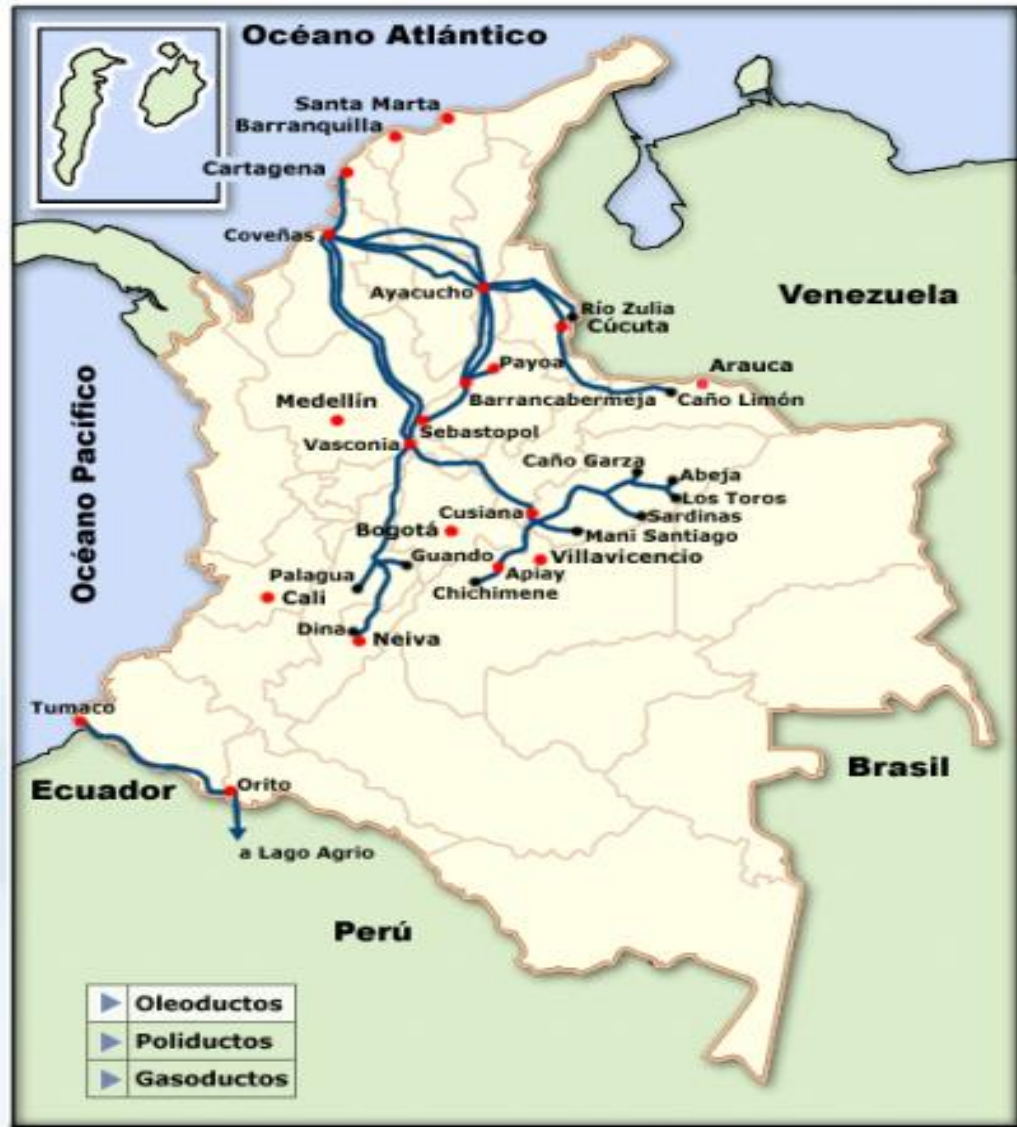 Océano Atlántico
Santa Marta
Barranquilla
Cartagena
Coveñas
Ayacucho
Río Zulia
Cúcuta
Venezuela
Payoa
Arauca
Barrancabermeja
Caño Limón
Medellín
Sebastopol
Vasconia
Océano Pacífico
Caño Garza
Abeja
Los Toros
Cusiana
Sardinas
Bogotá
Mani Santiago
Guando
Villavicencio
Palagua
Apiay
Chichimene
Cali
Dina
Neiva
Tumaco
Ecuador
Orito
Brasil
a Lago Agrio
Perú
Oleoductos
Poliductos
Gasoductos